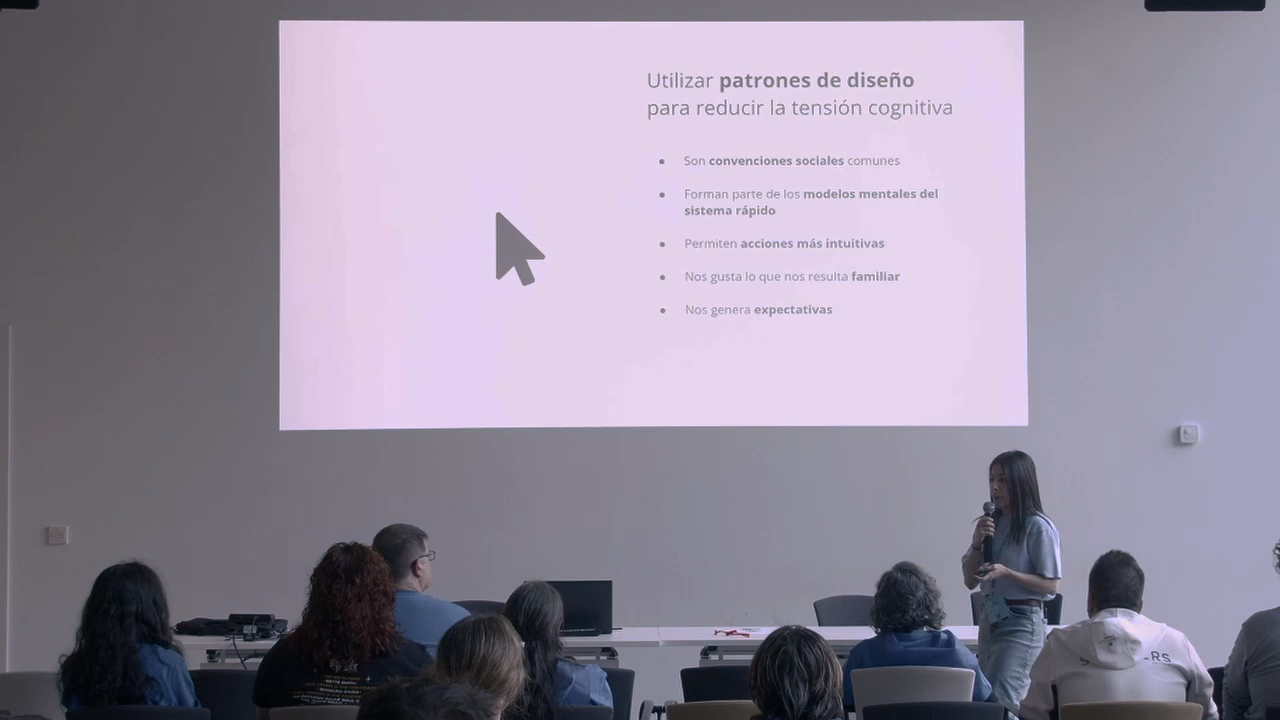 Utilizar patrones de diseño
para reducir la tensión cognitiva
● Son convenciones sociales comunes
● Forman parte de los modelos mentales del
sistema rápido
● Permiten acciones más intuitivas
● Nos gusta lo que nos resulta familiar
● Nos genera expectativas